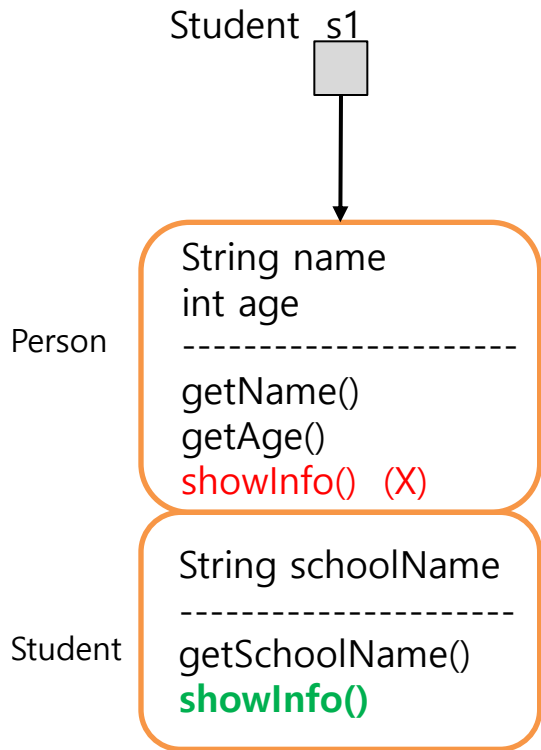 Student s1
String name
int age
Person
----------------------
getName()
getAge()
showInfo() (X)
String schoolName
----------------------
Student
getSchoolName()
showInfo()